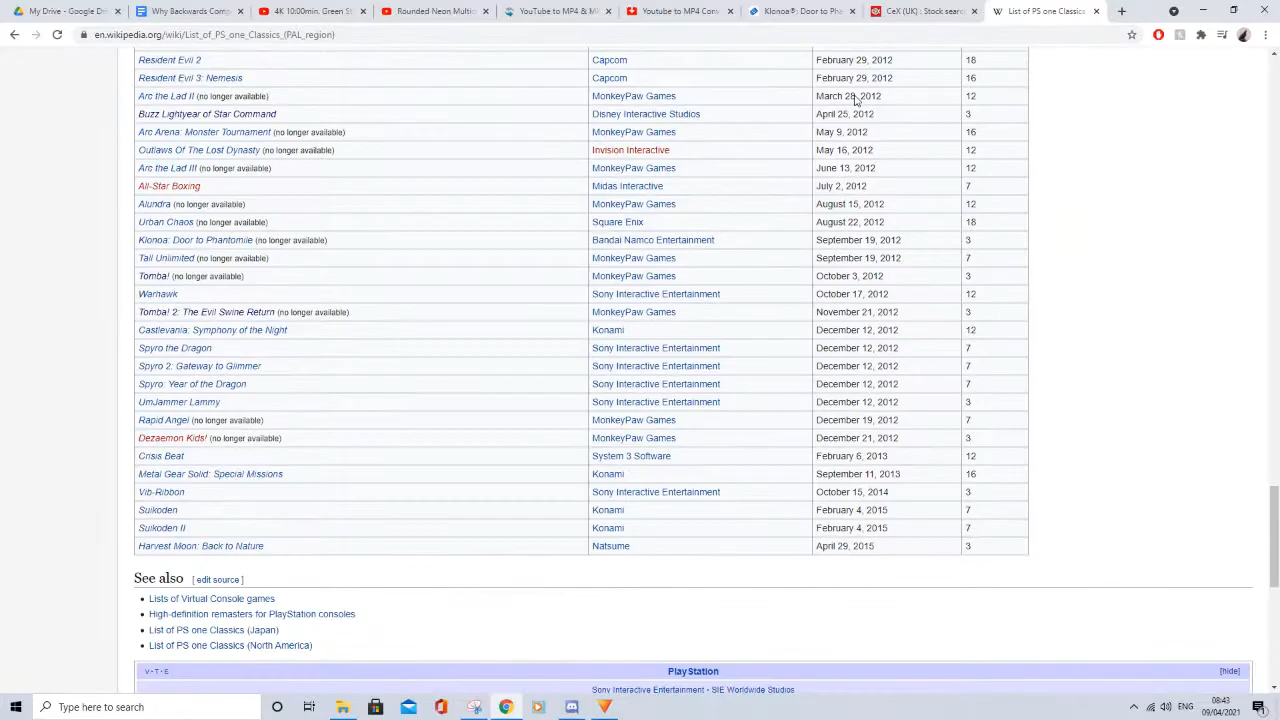 My Drive - Google Dri
Why Backwards Comp
4K 10:00min. Green St
Rounded Neon Multic
YouTube to MP4 & M
Youtube to MP4 Conv
Klonoa®: Door to Pha
CeX (UK) : Stock search
List of PS one Classics
en.wikipedia.org/wiki/List_of_PS_one_Classics_(PAL_region)
Resident Evil 2 Capcom February 29, 2012 18
Resident Evil 3: Nemesis Capcom February 29, 2012 16
Arc the Lad II (no longer available) MonkeyPaw Games March 28, 2012 12
Buzz Lightyear of Star Command Disney Interactive Studios April 25, 2012 3
Arc Arena: Monster Tournament (no longer available) MonkeyPaw Games May 9, 2012 16
Outlaws Of The Lost Dynasty (no longer available) Invision Interactive May 16, 2012 12
Arc the Lad III (no longer available) MonkeyPaw Games June 13, 2012 12
All-Star Boxing Midas Interactive July 2, 2012 7
Alundra (no longer available) MonkeyPaw Games August 15, 2012 12
Urban Chaos (no longer available) Square Enix August 22, 2012 18
Klonoa: Door to Phantomile (no longer available) Bandai Namco Entertainment September 19, 2012 3
Tall Unlimited (no longer available) MonkeyPaw Games September 19, 2012 7
Tomba! (no longer available) MonkeyPaw Games October 3, 2012 3
Warhawk Sony Interactive Entertainment October 17, 2012 12
Tomba! 2: The Evil Swine Return (no longer available) MonkeyPaw Games November 21, 2012 3
Castlevania: Symphony of the Night Konami December 12, 2012 12
Spyro the Dragon Sony Interactive Entertainment December 12, 2012 7
Spyro 2: Gateway to Glimmer Sony Interactive Entertainment December 12, 2012 7
Spyro: Year of the Dragon Sony Interactive Entertainment December 12, 2012 7
UmJammer Lammy Sony Interactive Entertainment December 12, 2012 3
Rapid Angel (no longer available) MonkeyPaw Games December 19, 2012 7
Dezaemon Kids! (no longer available) MonkeyPaw Games December 21, 2012 3
Crisis Beat System 3 Software February 6, 2013 12
Metal Gear Solid: Special Missions Konami September 11, 2013 16
Vib-Ribbon Sony Interactive Entertainment October 15, 2014 3
Suikoden Konami February 4, 2015 7
Suikoden II Konami February 4, 2015 7
Harvest Moon: Back to Nature Natsume April 29, 2015 3
See also [ edit source ]
• Lists of Virtual Console games
• High-definition remasters for PlayStation consoles
• List of PS one Classics (Japan)
• List of PS one Classics (North America)
V · T · E PlayStation [hide]
Sony Interactive Entertainment · SIE Worldwide Studios
Type here to search
ENG
08:43
09/04/2021